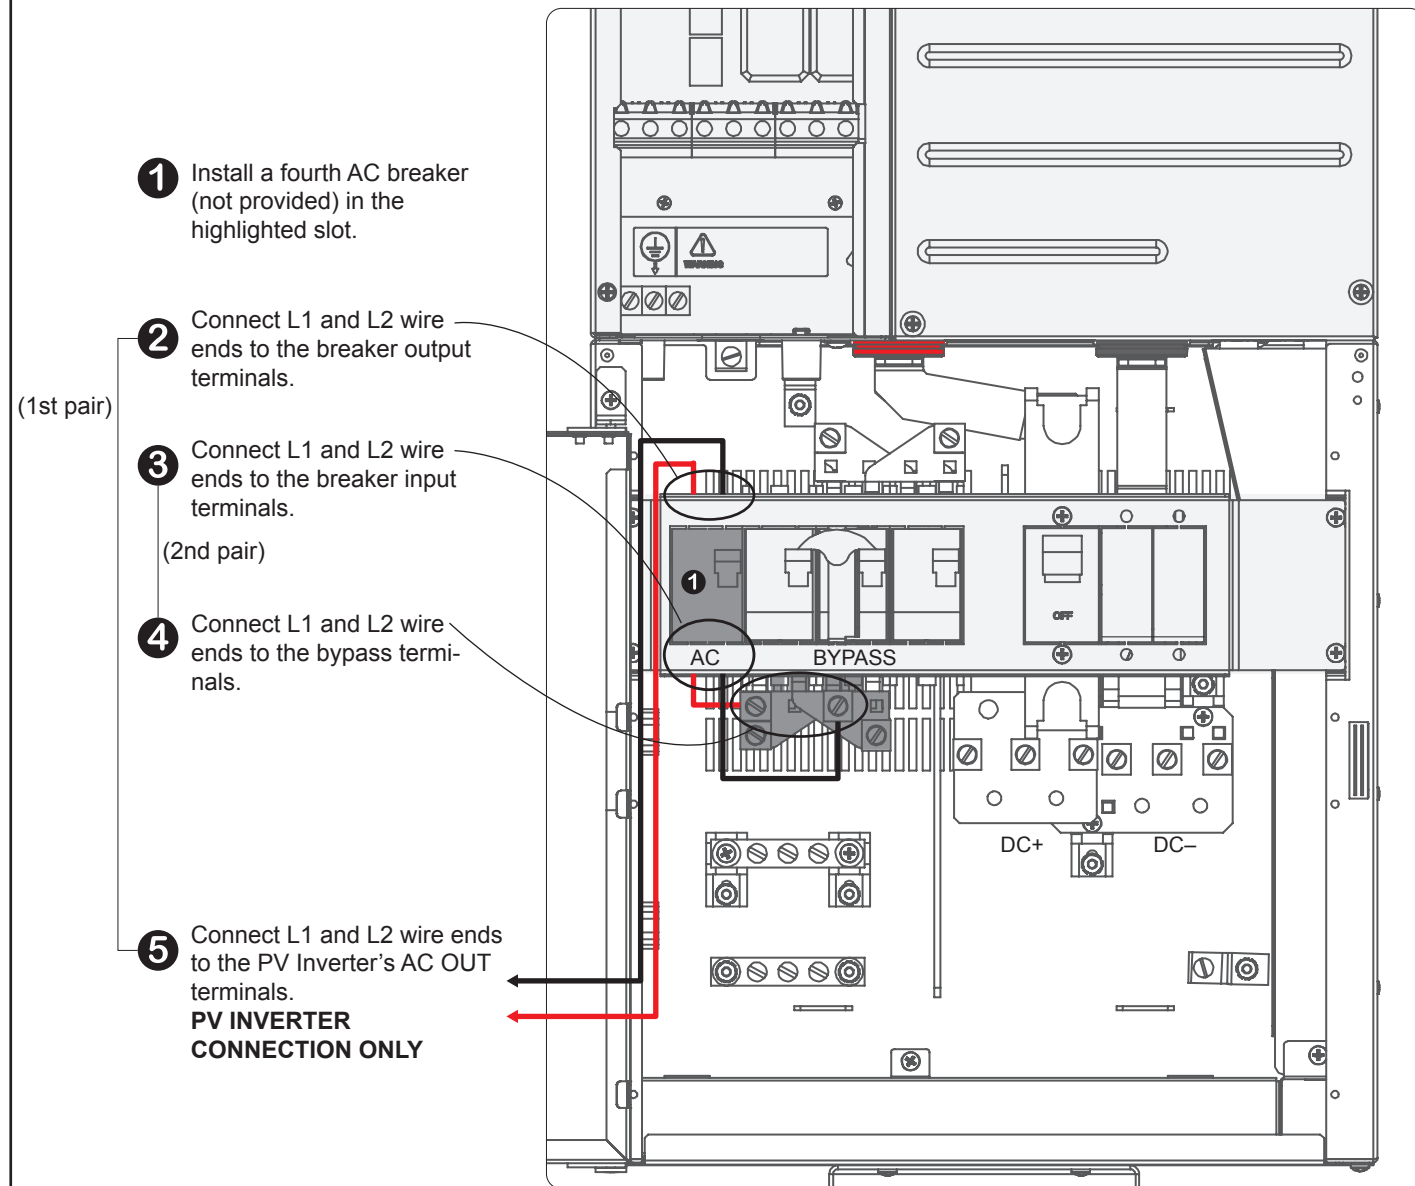 1 Install a fourth AC breaker
(not provided) in the
highlighted slot.
2 Connect L1 and L2 wire
ends to the breaker output
terminals.
(1st pair)
3 Connect L1 and L2 wire
ends to the breaker input
terminals.
(2nd pair)
4 Connect L1 and L2 wire
ends to the bypass termi-
nals.
5 Connect L1 and L2 wire ends
to the PV Inverter’s AC OUT
terminals.
PV INVERTER
CONNECTION ONLY
WARNING
1
OFF
AC
BYPASS
DC+
DC–